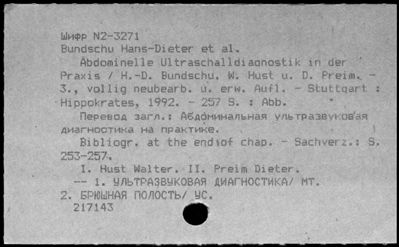 Шифр N2-3271
Bundschu Hans-Dieter et al.
Abdominelle Ultraschalldiagnostik in der
Praxis / H.-D. Bundschu, W. Hust u. D. Preim. -
3., vollig neubearb. u. erw. Aufl. - Stuttgart :
Hippokrates, 1992. - 257 S. : Abb.
Перевод загл.: Абдоминальная ультразвуковая
диагностика на практике.
Bibliogr. at the end of chap. - Sachverz.: S.
253-257.
I. Hust Walter. II. Preim Dieter.
-- 1. УЛЬТРАЗВУКОВАЯ ДИАГНОСТИКА/ МТ.
2. БРЮШНАЯ ПОЛОСТЬ/ УС.
217143